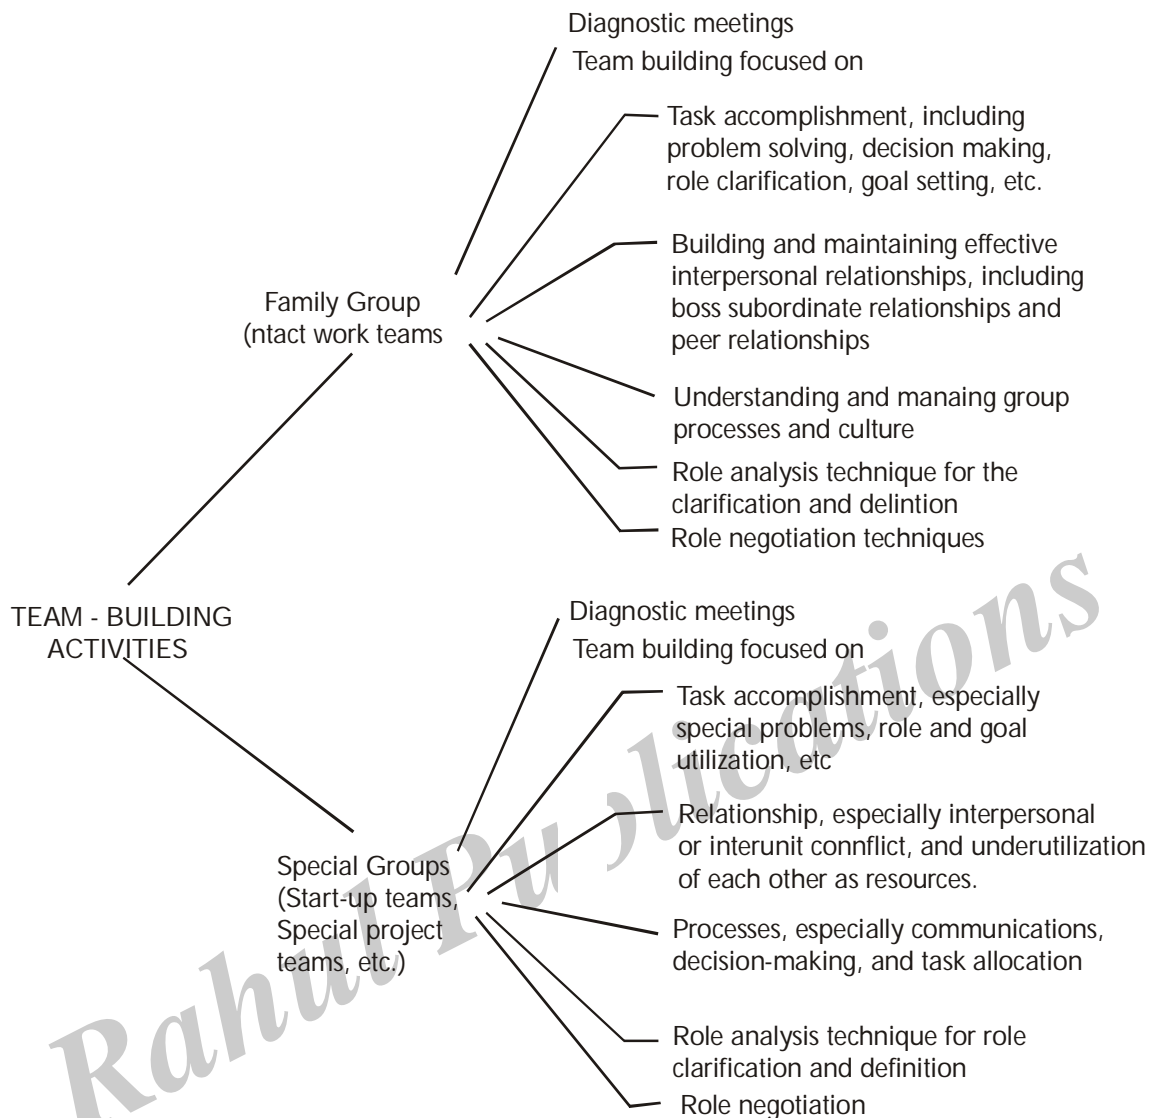 Diagnostic meetings
Team building focused on
Task accomplishment, including
problem solving, decision making,
role clarification, goal setting, etc.
Building and maintaining effective
interpersonal relationships, including
boss subordinate relationships and
peer relationships
Family Group
(ntact work teams
Understanding and manaing group
processes and culture
Role analysis technique for the
clarification and delintion
Role negotiation techniques
TEAM - BUILDING
ACTIVITIES
Diagnostic meetings
Team building focused on
Task accomplishment, especially
special problems, role and goal
utilization, etc
Relationship, especially interpersonal
or interunit connflict, and underutilization
of each other as resources.
Special Groups
(Start-up teams,
Special project
teams, etc.)
Processes, especially communications,
decision-making, and task allocation
Role analysis technique for role
clarification and definition
Role negotiation
Rahul Publications